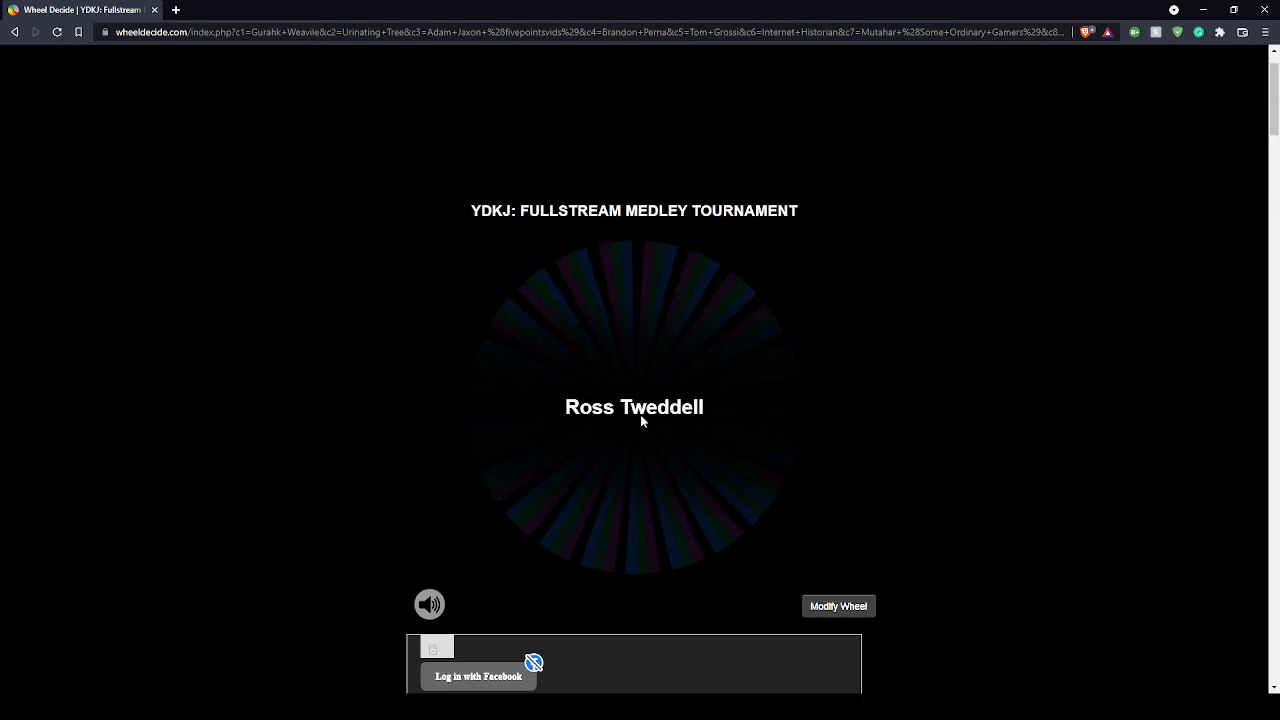 Wheel Decide | YDKJ: Fullstream
wheeldecide.com/index.php?c1=Gurahk+Weavile&c2=Urinating+Tree&c3=Adam+Jaxon+%28fivepointsvids%29&c4=Brandon+Perna&c5=Tom+Grossi&c6=Internet+Historian&c7=Mutahar+%28Some+Ordinary+Gamers%29&c8...
YDKJ: FULLSTREAM MEDLEY TOURNAMENT
Ross Tweddell
Modify Wheel
Log in with Facebook